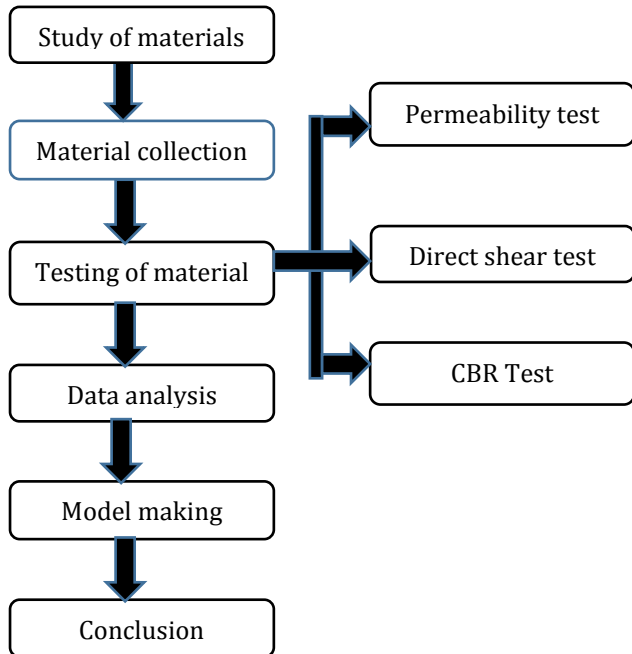 Study of materials
Material collection
Testing of material
Data analysis
Model making
Conclusion
Permeability test
Direct shear test
CBR Test